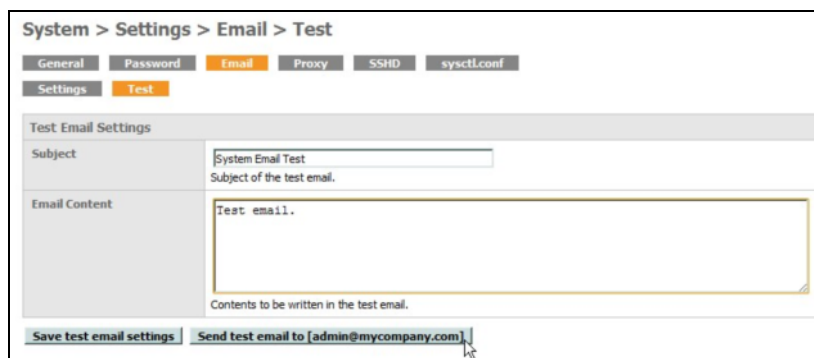 System > Settings > Email > Test
General Password Email Proxy SSHD sysctl.conf
Settings Test
Test Email Settings
Subject
System Email Test
Subject of the test email.
Email Content
Test email.
Contents to be written in the test email.
Save test email settings Send test email to [admin@mycompany.com]